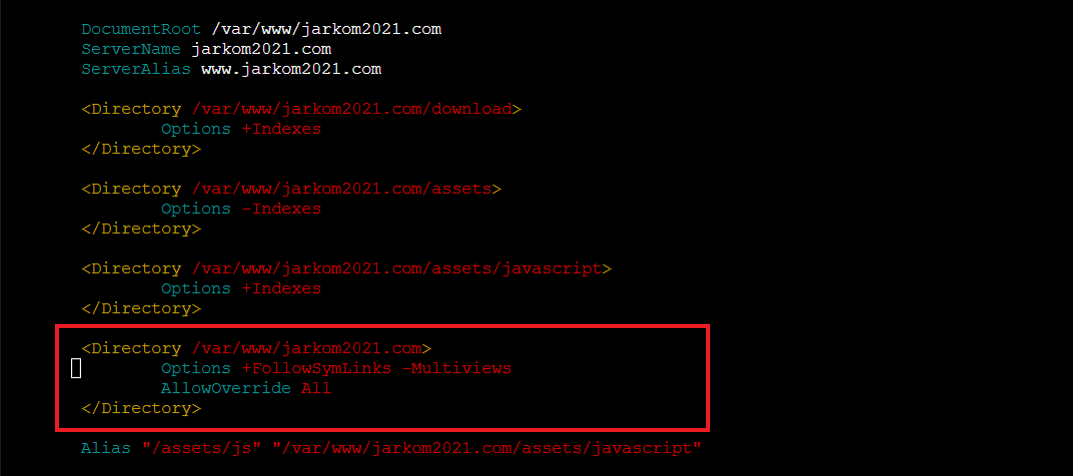 DocumentRoot /var/www/jarkom2021.com
ServerName jarkom2021.com
ServerAlias www.jarkom2021.com
<Directory /var/www/jarkom2021.com/download>
Options +Indexes
</Directory>
<Directory /var/www/jarkom2021.com/assets>
Options -Indexes
</Directory>
<Directory /var/www/jarkom2021.com/assets/javascript>
Options +Indexes
</Directory>
<Directory /var/www/jarkom2021.com>
Options +FollowSymLinks -Multiviews
AllowOverride All
</Directory>
Alias "/assets/js" "/var/www/jarkom2021.com/assets/javascript"